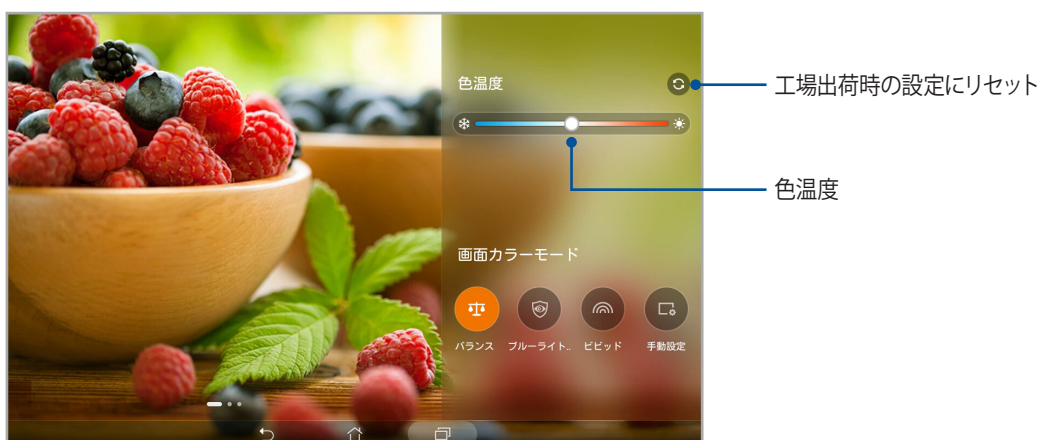 色温度
工場出荷時の設定にリセット
色温度
画面カラーモード
バランス ブルーライト.. ビビッド 手動設定